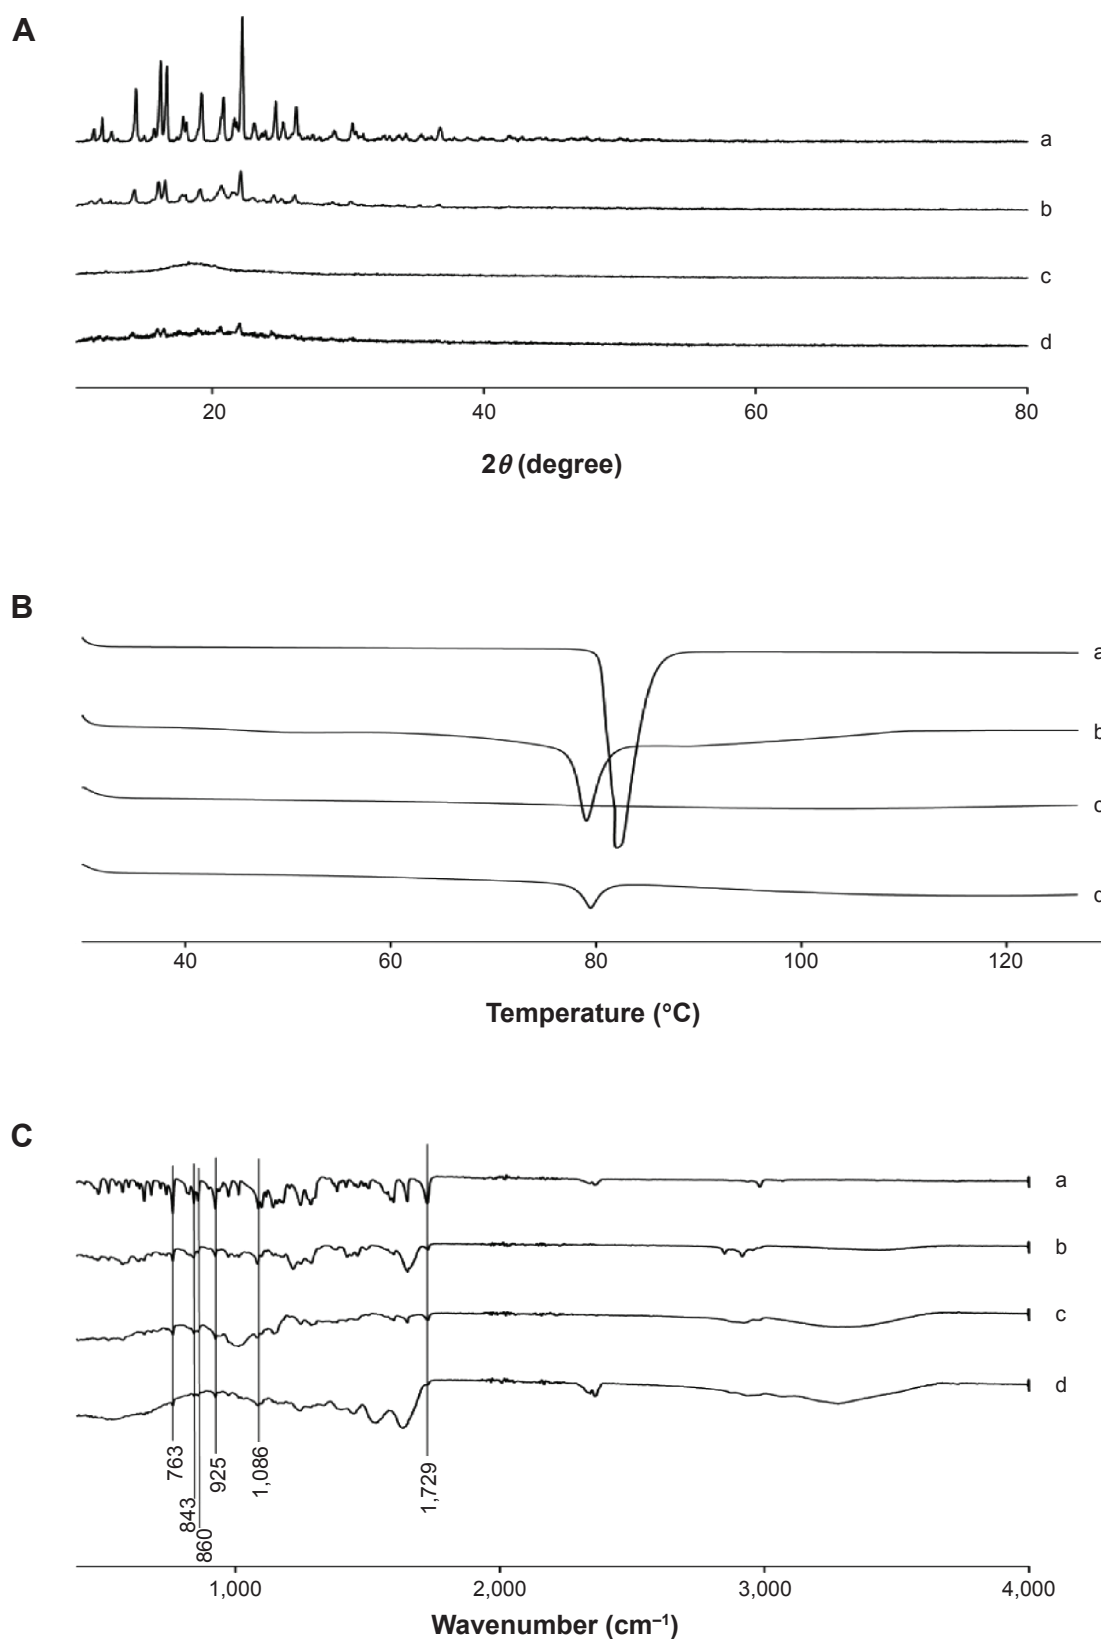 A
a
b
c
d
20 40 60 80
2θ (degree)
B
a
b
c
d
40 60 80 100 120
Temperature (°C)
C
a
b
c
d
763
843
860
925
1,086
1,729
1,000 2,000 3,000 4,000
Wavenumber (cm⁻¹)